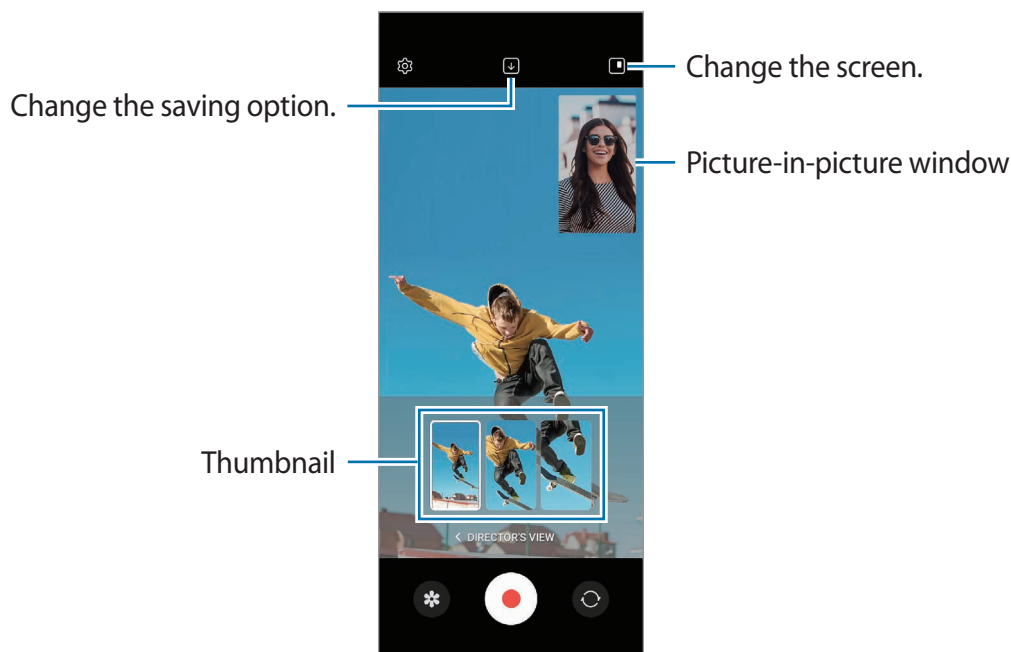 Change the screen.
Change the saving option.
Picture-in-picture window
Thumbnail
DIRECTOR'S VIEW